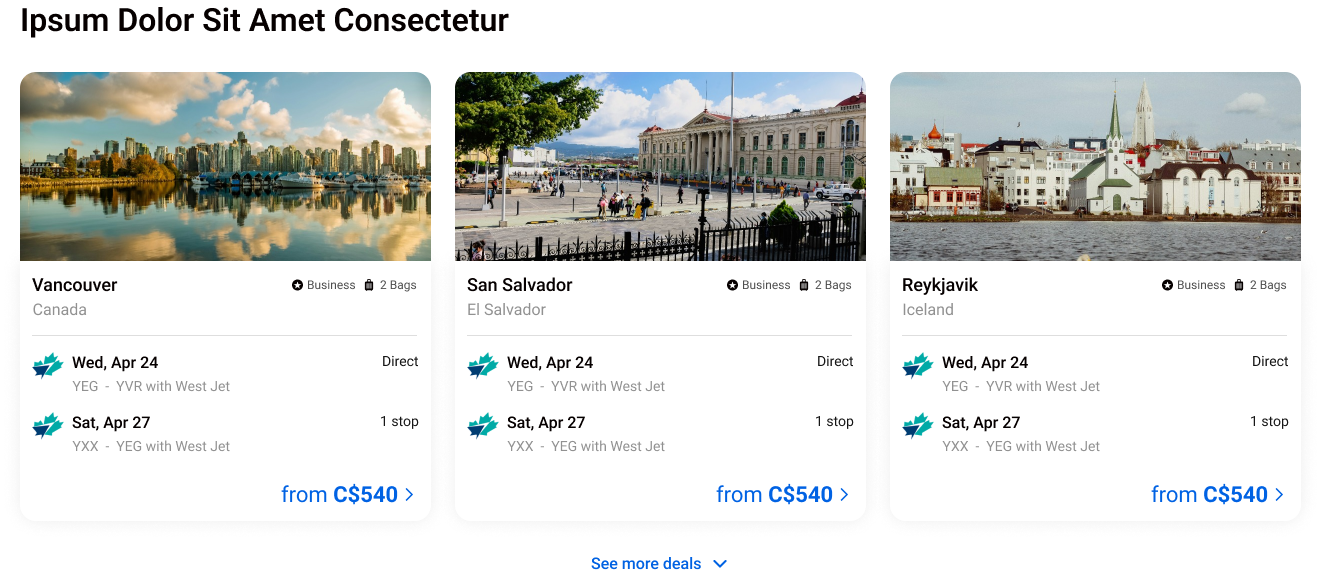 Ipsum Dolor Sit Amet Consectetur
Vancouver
Business
2 Bags
Canada
Wed, Apr 24
Direct
YEG - YVR with West Jet
Sat, Apr 27
1 stop
YXX - YEG with West Jet
from C$540
San Salvador
Business
2 Bags
El Salvador
Wed, Apr 24
Direct
YEG - YVR with West Jet
Sat, Apr 27
1 stop
YXX - YEG with West Jet
from C$540
Reykjavik
Business
2 Bags
Iceland
Wed, Apr 24
Direct
YEG - YVR with West Jet
Sat, Apr 27
1 stop
YXX - YEG with West Jet
from C$540
See more deals